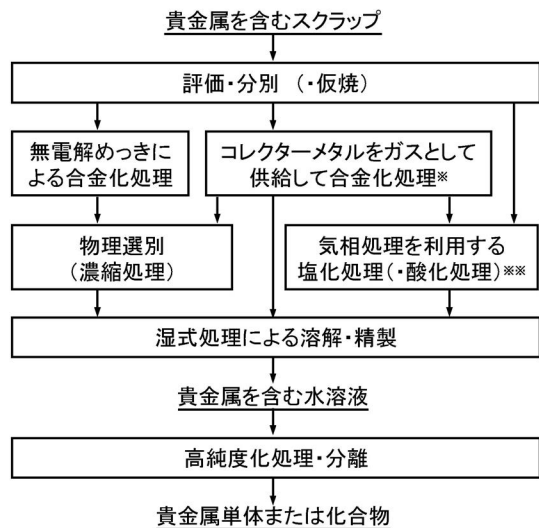 貴金属を含むスクラップ
評価・分別 （・仮焼）
無電解めっきに
よる合金化処理
コレクターメタルをガスとして
供給して合金化処理※
物理選別
(濃縮処理)
気相処理を利用する
塩化処理(・酸化処理)※※
湿式処理による溶解・精製
貴金属を含む水溶液
高純度化処理・分離
貴金属単体または化合物